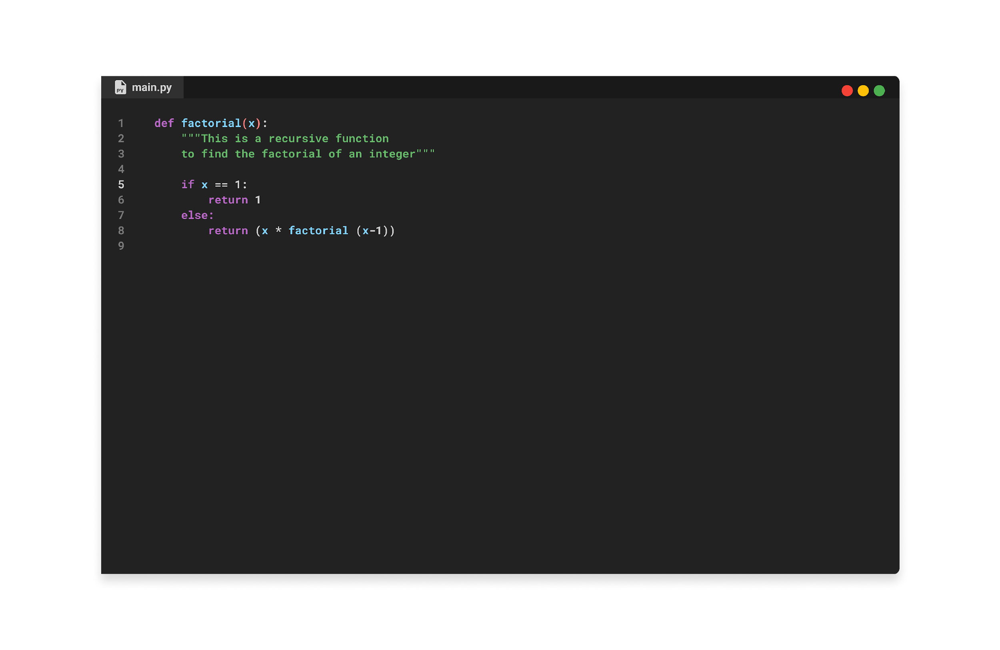 PY main.py
1 def factorial(x):
2     """This is a recursive function
3     to find the factorial of an integer"""
4
5     if x == 1:
6         return 1
7     else:
8         return (x * factorial (x-1))
9